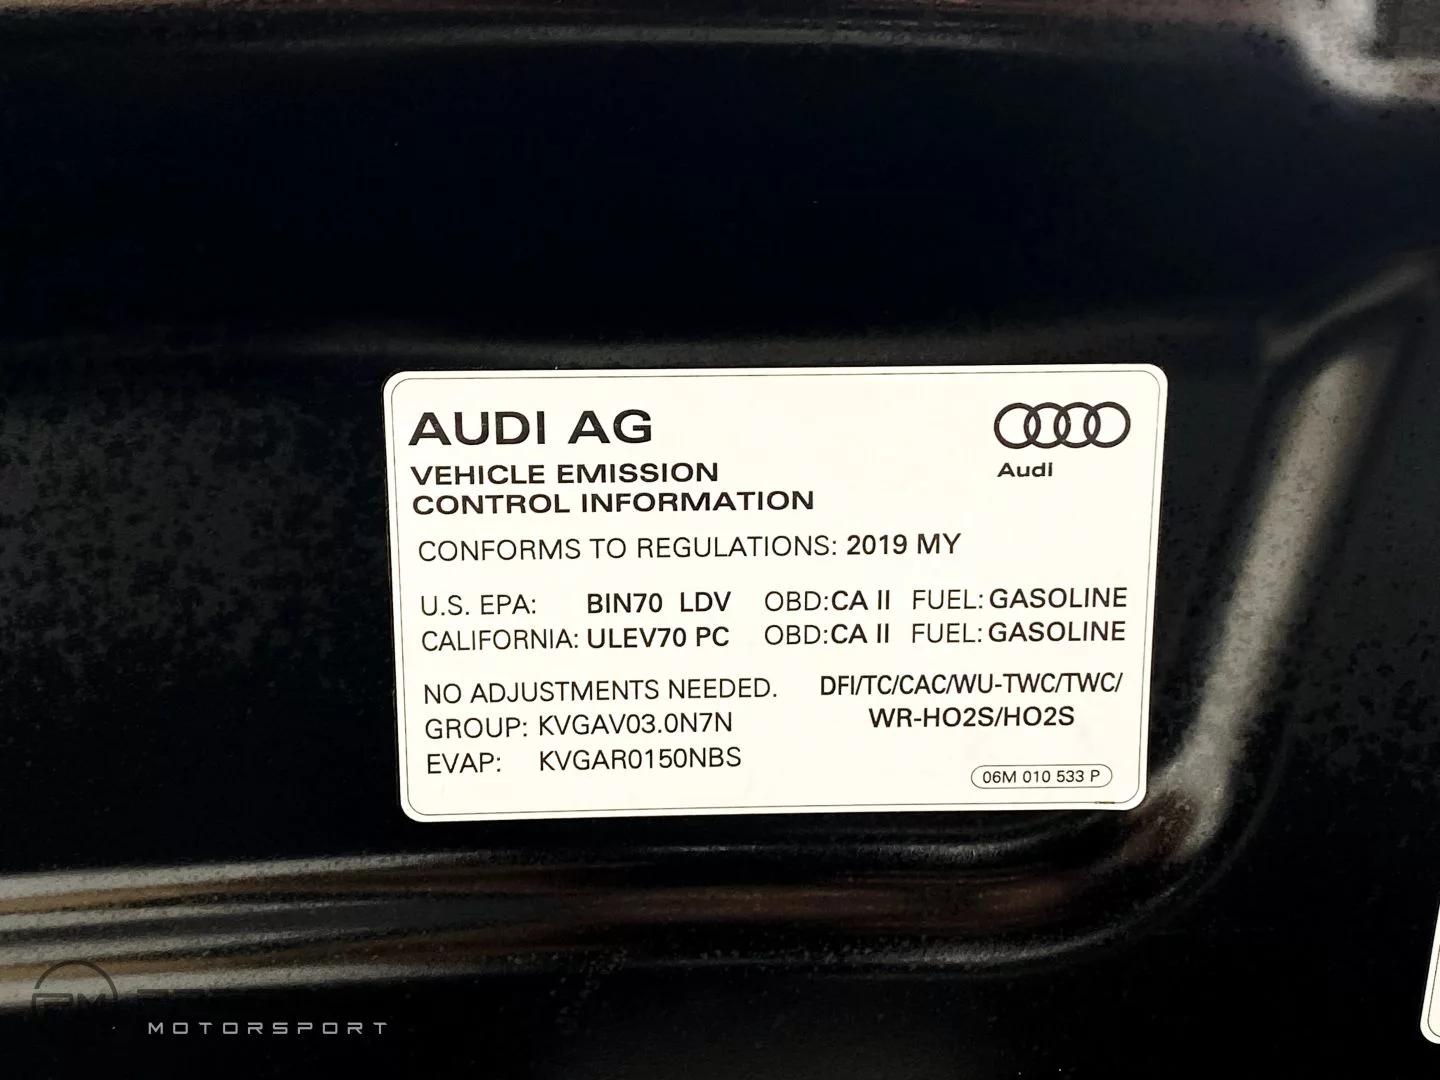 AUDI AG
Audi
VEHICLE EMISSION
CONTROL INFORMATION
CONFORMS TO REGULATIONS: 2019 MY
U.S. EPA: BIN70 LDV OBD:CA II FUEL: GASOLINE
CALIFORNIA: ULEV70 PC OBD:CA II FUEL: GASOLINE
NO ADJUSTMENTS NEEDED.
GROUP: KVGAV03.0N7N
EVAP: KVGAR0150NBS
DFI/TC/CAC/WU-TWC/TWC/
WR-HO2S/HO2S
06M 010 533 P
MOTORSPORT